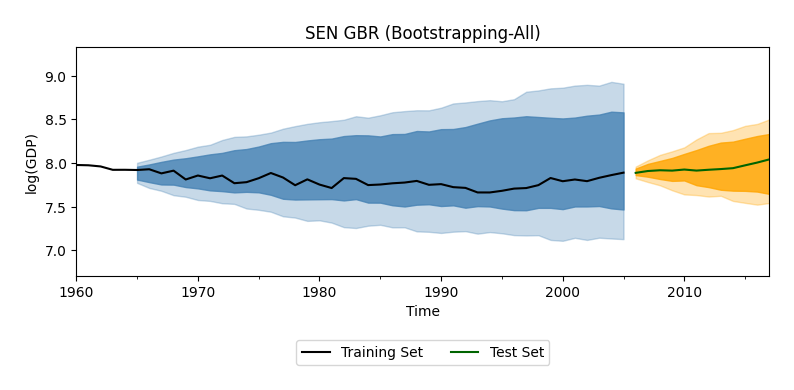 SEN GBR (Bootstrapping-All)
9.0
8.5
8.0
7.5
7.0
log(GDP)
1960 1970 1980 1990 2000 2010
Time
Training Set Test Set